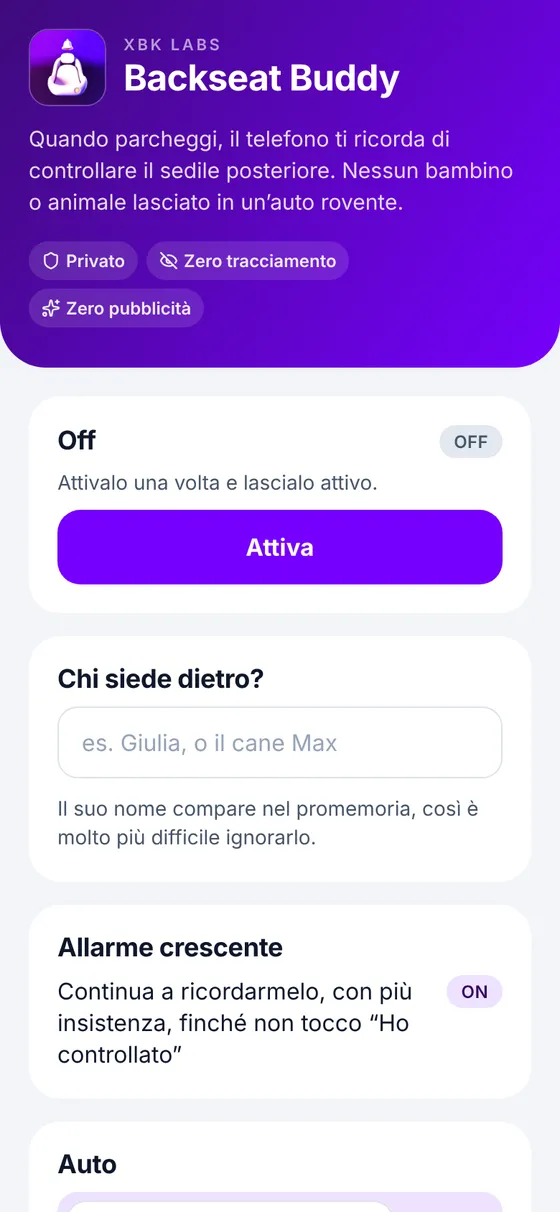 XBK LABS
Backseat Buddy
Quando parcheggi, il telefono ti ricorda di
controllare il sedile posteriore. Nessun bambino
o animale lasciato in un’auto rovente.
Privato
Zero tracciamento
Zero pubblicità
Off
OFF
Attivalo una volta e lascialo attivo.
Attiva
Chi siede dietro?
es. Giulia, o il cane Max
Il suo nome compare nel promemoria, così è
molto più difficile ignorarlo.
Allarme crescente
Continua a ricordarmelo, con più
insistenza, finché non tocco “Ho
controllato”
ON
Auto